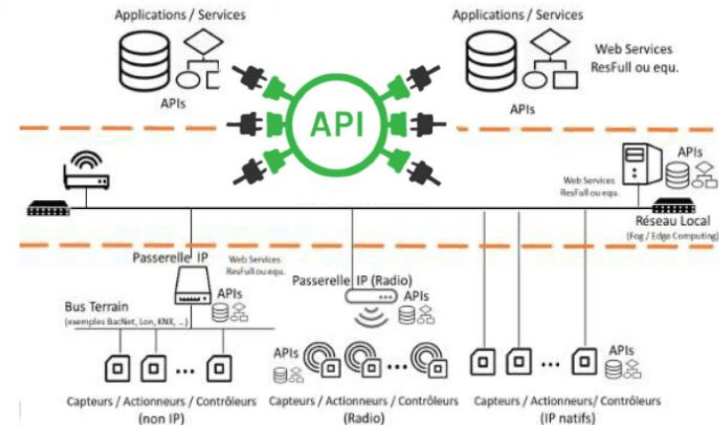 Applications / Services
Applications / Services
Web Services
ResFull ou equ.
APIs
API
APIs
Web Services
ResFull ou equ.
APIs
Réseau Local
(Fog / Edge Computing)
Passerelle IP
Web Services
ResFull ou equ.
APIs
Passerelle IP (Radio)
APIs
Bus Terrain
(exemples BacNet, Lon, KNX, ...)
...
APIs
...
...
APIs
Capteurs / Actionneurs / Contrôleurs
(non IP)
Capteurs / Actionneurs / Contrôleurs
(Radio)
Capteurs / Actionneurs/ Contrôleurs
(IP natifs)